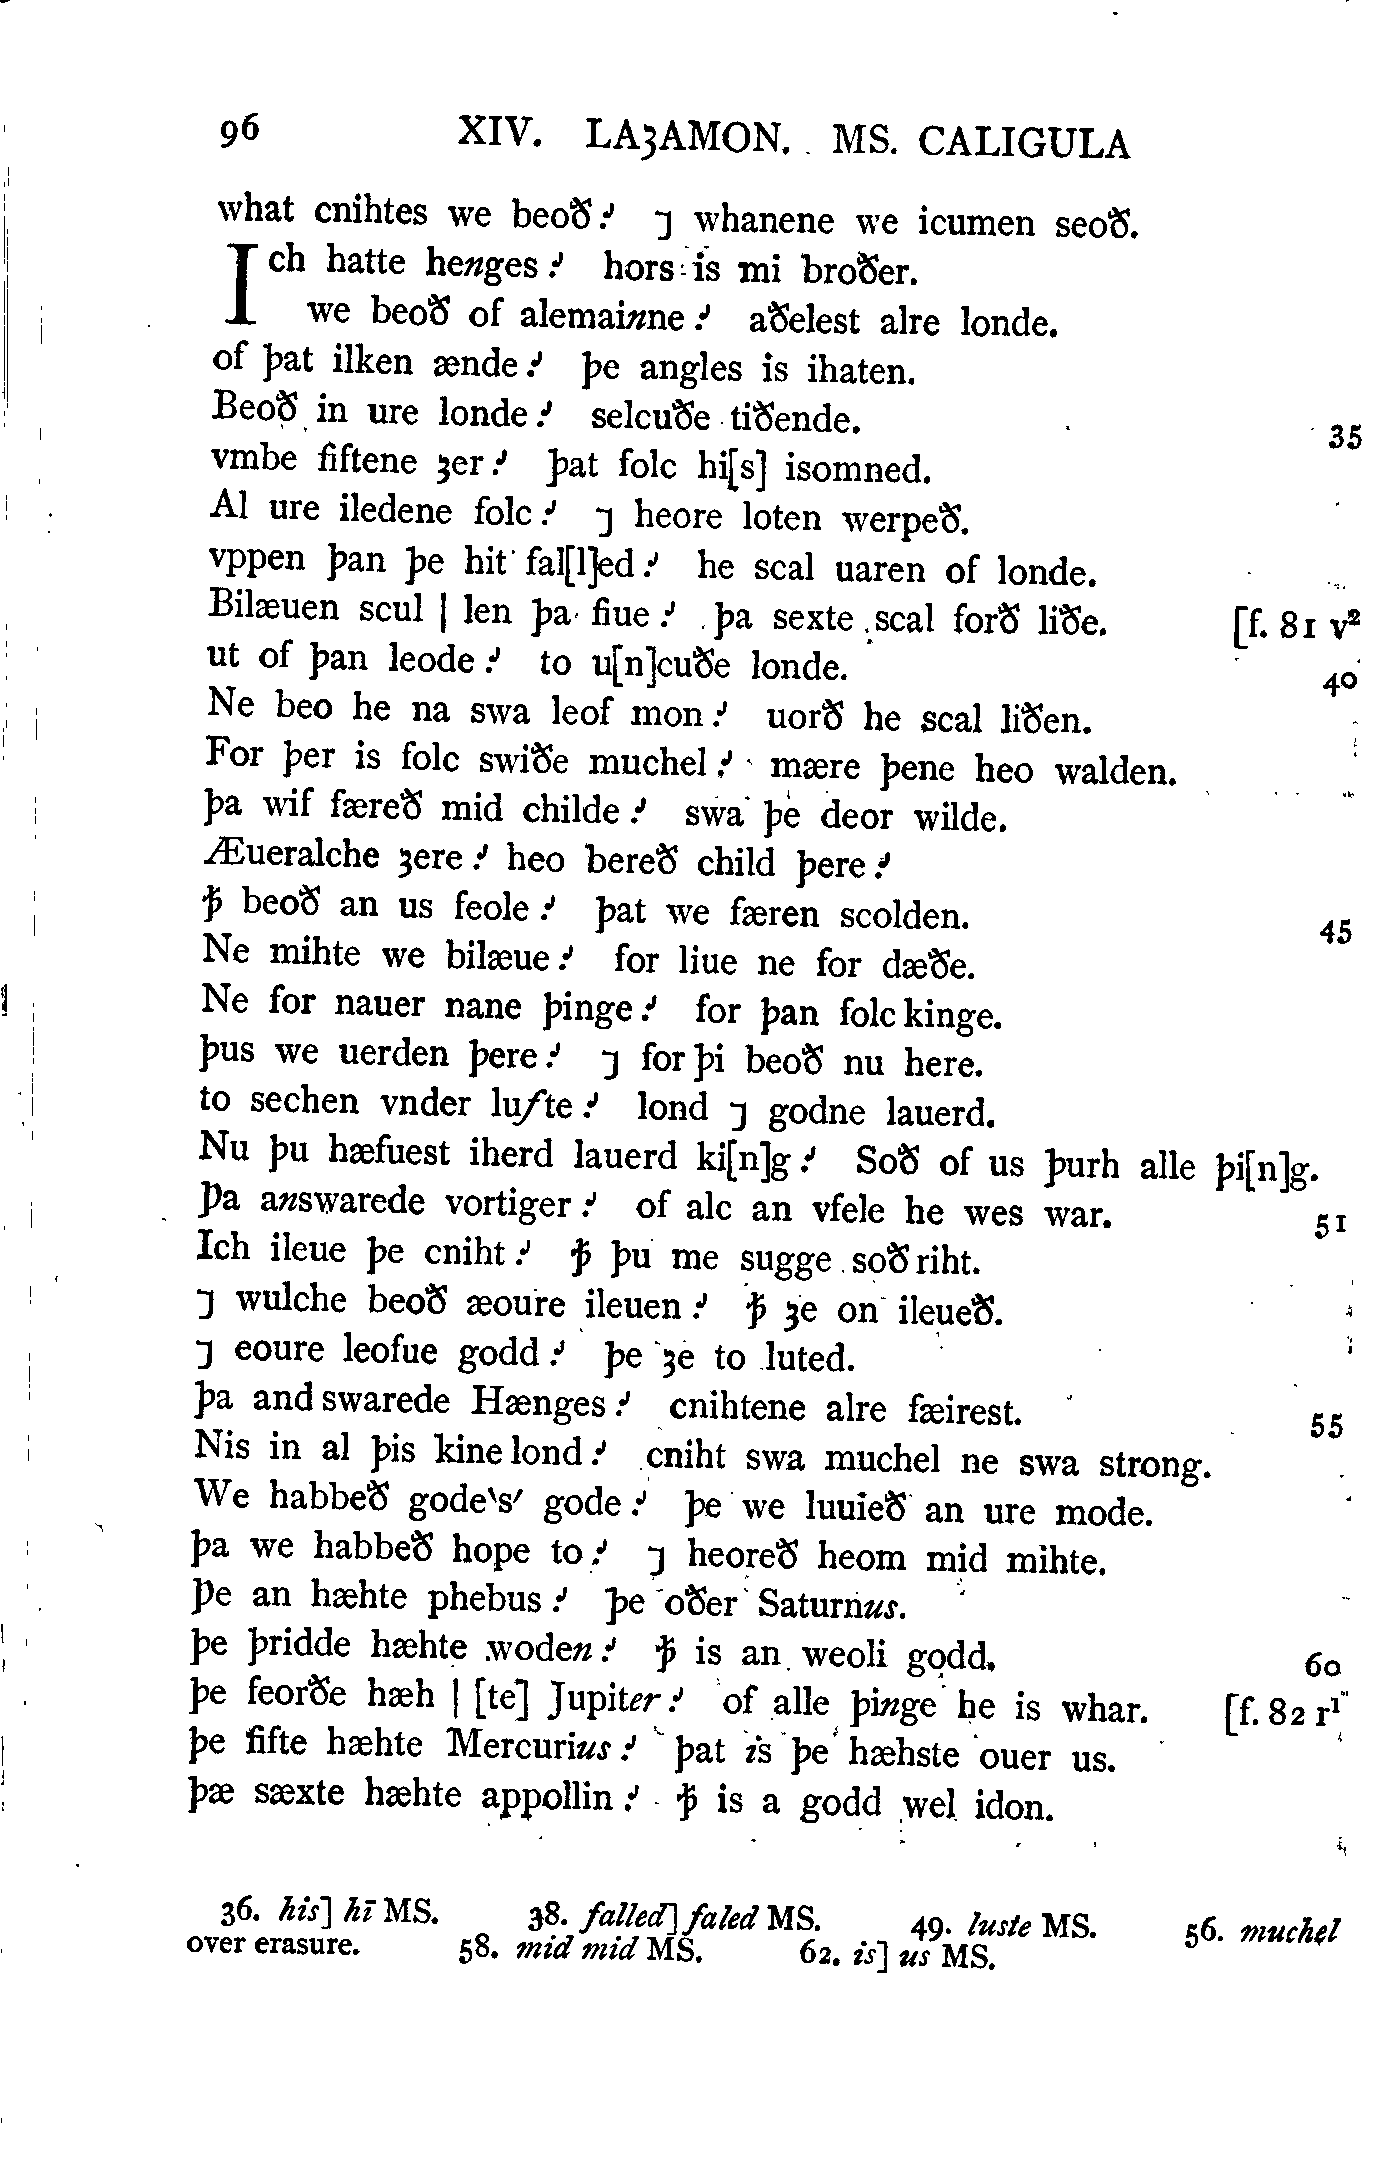 96 XIV. LAȝAMON. MS. CALIGULA
what cnihtes we beoð⹎ ⁊ whanene we icumen seoð.
Ich hatte henges⹎ hors is mi broðer.
we beoð of alemainne⹎ aðelest alre londe.
of þat ilken ænde⹎ þe angles is ihaten.
Beoð in ure londe⹎ selcuðe tiðende. 35
vmbe fiftene ȝer⹎ þat folc hi[s] isomned.
Al ure iledene folc⹎ ⁊ heore loten werpeð.
vppen þan þe hit fal[l]ed⹎ he scal uaren of londe.
Bilæuen scul | len þa fiue⹎ þa sexte scal forð liðe. [f. 81 v²
ut of þan leode⹎ to u[n]cuðe londe. 40
Ne beo he na swa leof mon⹎ uorð he scal liðen.
For þer is folc swiðe muchel⹎ mære þene heo walden.
þa wif færeð mid childe⹎ swa þe deor wilde.
Æueralche ȝere⹎ heo bereð child þere⹎
ꝥ beoð an us feole⹎ þat we færen scolden. 45
Ne mihte we bilæue⹎ for liue ne for dæðe.
Ne for nauer nane þinge⹎ for þan folc kinge.
þus we uerden þere⹎ ⁊ for þi beoð nu here.
to sechen vnder lufte⹎ lond ⁊ godne lauerd.
Nu þu hæfuest iherd lauerd ki[n]g⹎ Soð of us þurh alle þi[n]g.
Þa answarede vortiger⹎ of alc an vfele he wes war. 51
Ich ileue þe cniht⹎ ꝥ þu me sugge soð riht.
⁊ wulche beoð æoure ileuen⹎ ꝥ ȝe on ileueð.
⁊ eoure leofue godd⹎ þe ȝe to luted.
þa and swarede Hænges⹎ cnihtene alre fæirest. 55
Nis in al þis kine lond⹎ cniht swa muchel ne swa strong.
We habbeð gode‵s′ gode⹎ þe we luuieð an ure mode.
þa we habbeð hope to⹎ ⁊ heoreð heom mid mihte.
Þe an hæhte phebus⹎ þe oðer Saturnus.
þe þridde hæhte woden⹎ ꝥ is an weoli godd. 60
þe feorðe hæh | [te] Jupiter⹎ of alle þinge he is whar. [f. 82 r¹
þe fifte hæhte Mercurius⹎ þat is þe hæhste ouer us.
þæ sæxte hæhte appollin⹎ ꝥ is a godd wel idon.
36. his] hī MS. 38. falled] faled MS. 49. luste MS. 56. muchel
over erasure. 58. mid mid MS. 62. is] us MS.